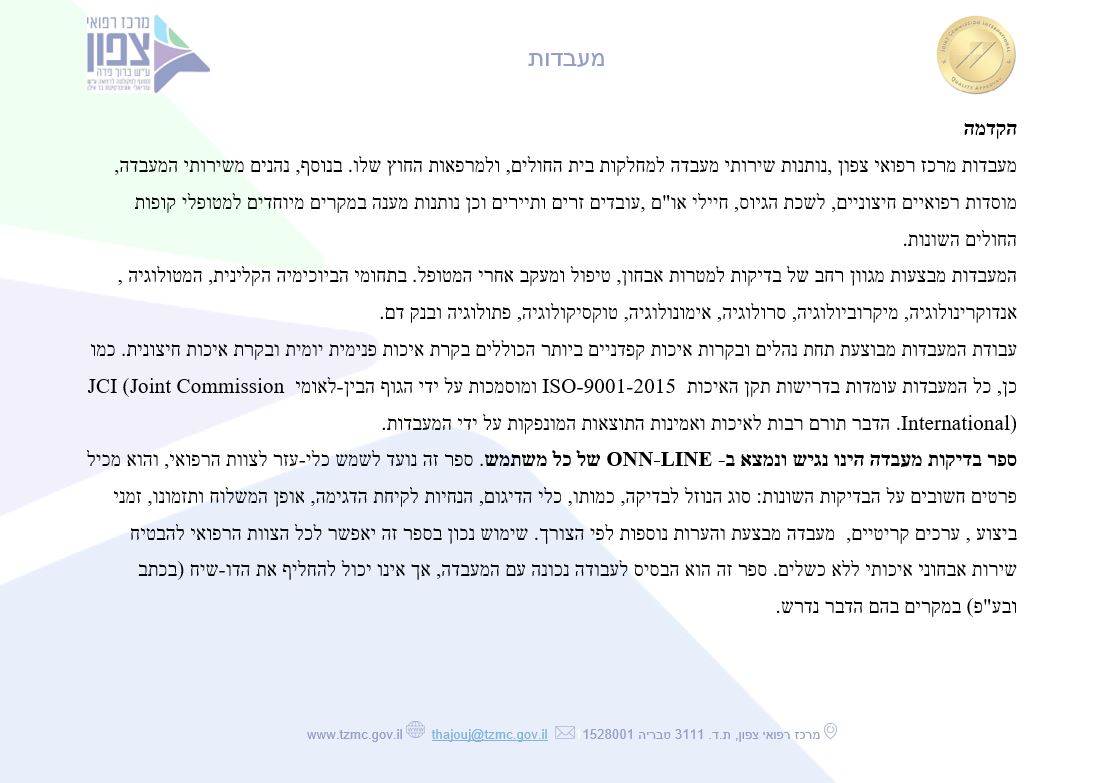 מרכז רפואי
צפון
ע"ש ברוך פדה
מעבדות
JOINT COMMISSION INTERNATIONAL
QUALITY APPROVAL
הקדמה
מעבדות מרכז רפואי צפון ,נותנות שירותי מעבדה למחלקות בית החולים, ולמרפאות החוץ שלו. בנוסף, נהנים משירותי המעבדה,
מוסדות רפואיים חיצוניים, לשכת הגיוס, חיילי או"ם ,עובדים זרים ותיירים וכן נותנות מענה במקרים מיוחדים למטופלי קופות
החולים השונות.
המעבדות מבצעות מגוון רחב של בדיקות למטרות אבחון, טיפול ומעקב אחרי המטופל. בתחומי הביוכימיה הקלינית, המטולוגיה ,
אנדוקרינולוגיה, מיקרוביולוגיה, סרולוגיה, אימונולוגיה, טוקסיקולוגיה, פתולוגיה ובנק דם.
עבודת המעבדות מבוצעת תחת נהלים ובקרות איכות קפדניים ביותר הכוללים בקרת איכות פנימית יומית ובקרת איכות חיצונית. כמו
כן, כל המעבדות עומדות בדרישות תקן האיכות ISO-9001-2015 ומוסמכות על ידי הגוף הבין-לאומי JCI (Joint Commission
International). הדבר תורם רבות לאיכות ואמינות התוצאות המונפקות על ידי המעבדות.
ספר בדיקות מעבדה הינו נגיש ונמצא ב- ONN-LINE של כל משתמש. ספר זה נועד לשמש כלי-עזר לצוות הרפואי, והוא מכיל
פרטים חשובים על הבדיקות השונות: סוג הנוזל לבדיקה, כמותו, כלי הדיגום, הנחיות לקיחת הדגימה, אופן המשלוח ותזמונו, זמני
ביצוע , ערכים קריטיים, מעבדה מבצעת והערות נוספות לפי הצורך. שימוש נכון בספר זה יאפשר לכל הצוות הרפואי להבטיח
שירות אבחוני איכותי ללא כשלים. ספר זה הוא הבסיס לעבודה נכונה עם המעבדה, אך אינו יכול להחליף את הדו-שיח (בכתב
ובע"פ) במקרים בהם הדבר נדרש.
מרכז רפואי צפון, ת.ד. 3111 טבריה 1528001 thajouj@tzmc.gov.il www.tzmc.gov.il